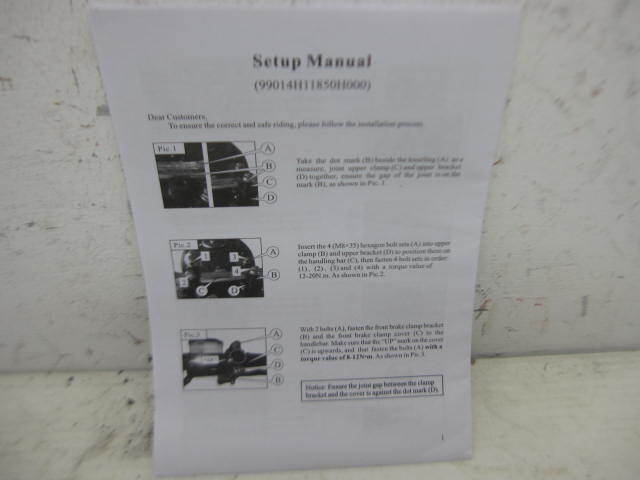 Setup Manual
(99014H11850H000)
Dear Customers,
To ensure the correct and safe riding, please follow the installation process.
Pic.1
A
B
C
D
Take the dot mark (B) beside the (A) as a
measure, joint upper clamp (C) and upper bracket
(D) together, ensure the gap of the joint is on the
mark (B), as shown in Pic. 1.
Pic.2
1
3
4
2
A
B
C
D
Insert the 4 (M8×35) hexagon bolt sets (A) into upper
clamp (B) and upper bracket (D) to position them on
the handling bar (C), then fasten 4 bolt sets in order:
(1), (2), (3) and (4) with a torque value of
12-20N.m. As shown in Pic.2.
Pic.3
A
C
D
B
With 2 bolts (A), fasten the front brake clamp bracket
(B) and the front brake clamp cover (C) to the
handlebar. Make sure that the "UP" mark on the cover
(C) is upwards, and that fasten the bolts (A) with a
torque value of 8-12N•m. As shown in Pic.3.
Notice: Ensure the joint gap between the clamp
bracket and the cover is against the dot mark (D).
1